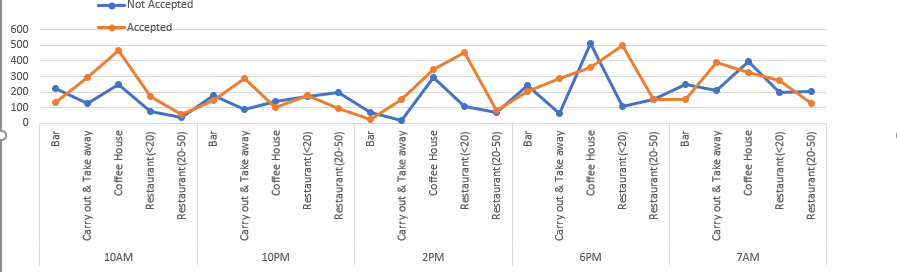 Not Accepted
Accepted
600
500
400
300
200
100
0
Bar
Carry out & Take away
Coffee House
Restaurant(<20)
Restaurant(20-50)
Bar
Carry out & Take away
Coffee House
Restaurant(<20)
Restaurant(20-50)
Bar
Carry out & Take away
Coffee House
Restaurant(<20)
Restaurant(20-50)
Bar
Carry out & Take away
Coffee House
Restaurant(<20)
Restaurant(20-50)
Bar
Carry out & Take away
Coffee House
Restaurant(<20)
Restaurant(20-50)
10AM
10PM
2PM
6PM
7AM